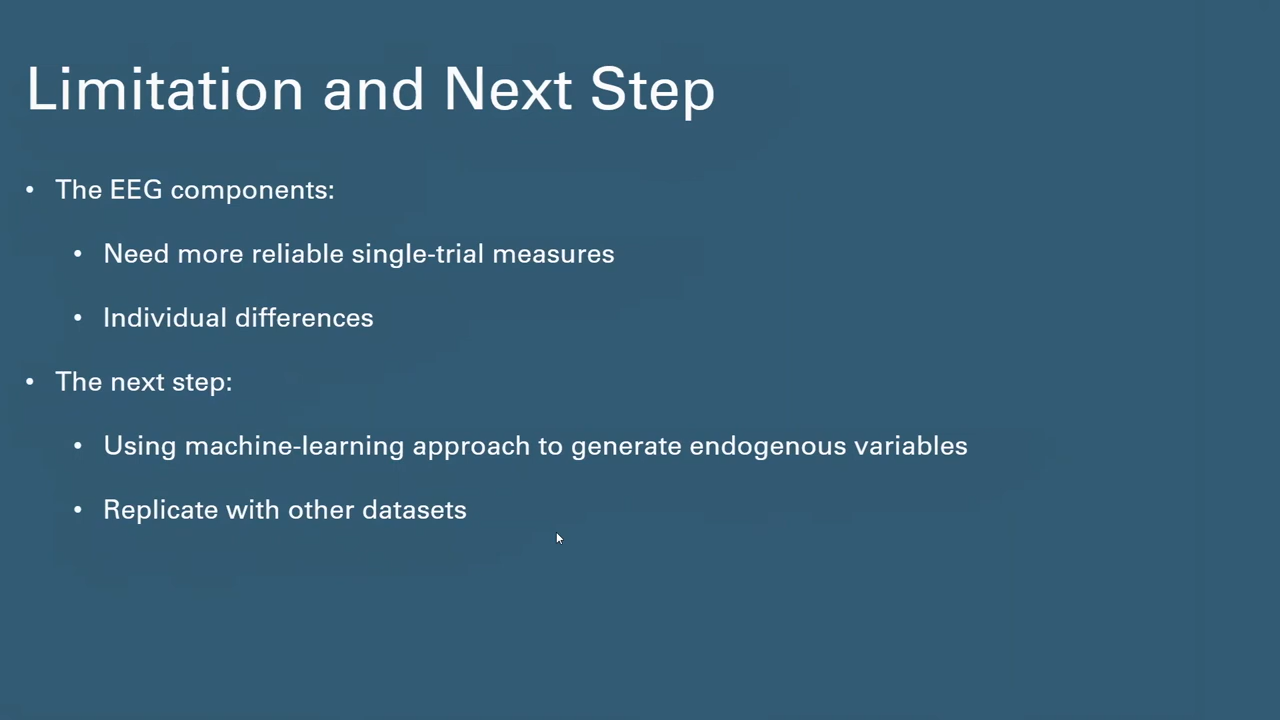 Limitation and Next Step
• The EEG components:
• Need more reliable single-trial measures
• Individual differences
• The next step:
• Using machine-learning approach to generate endogenous variables
• Replicate with other datasets